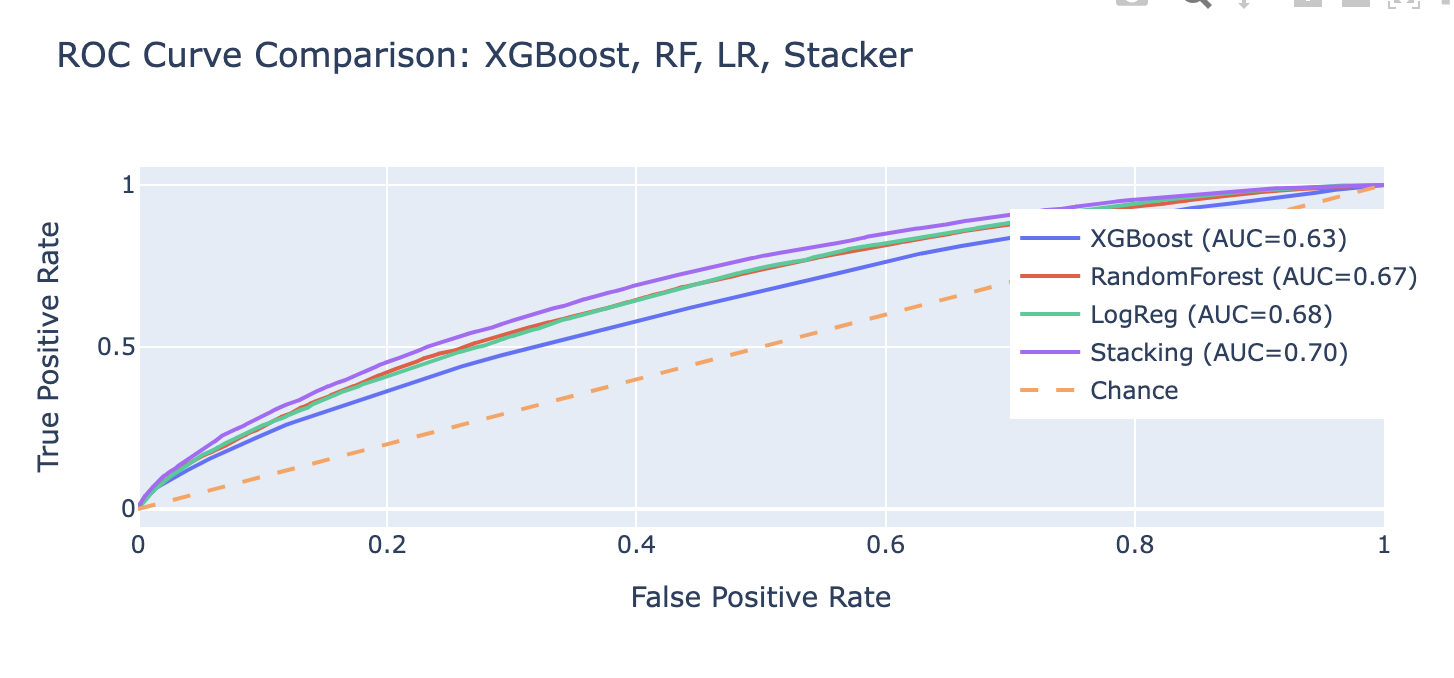 ROC Curve Comparison: XGBoost, RF, LR, Stacker
True Positive Rate
1
0.5
0
XGBoost (AUC=0.63)
RandomForest (AUC=0.67)
LogReg (AUC=0.68)
Stacking (AUC=0.70)
Chance
0 0.2 0.4 0.6 0.8 1
False Positive Rate